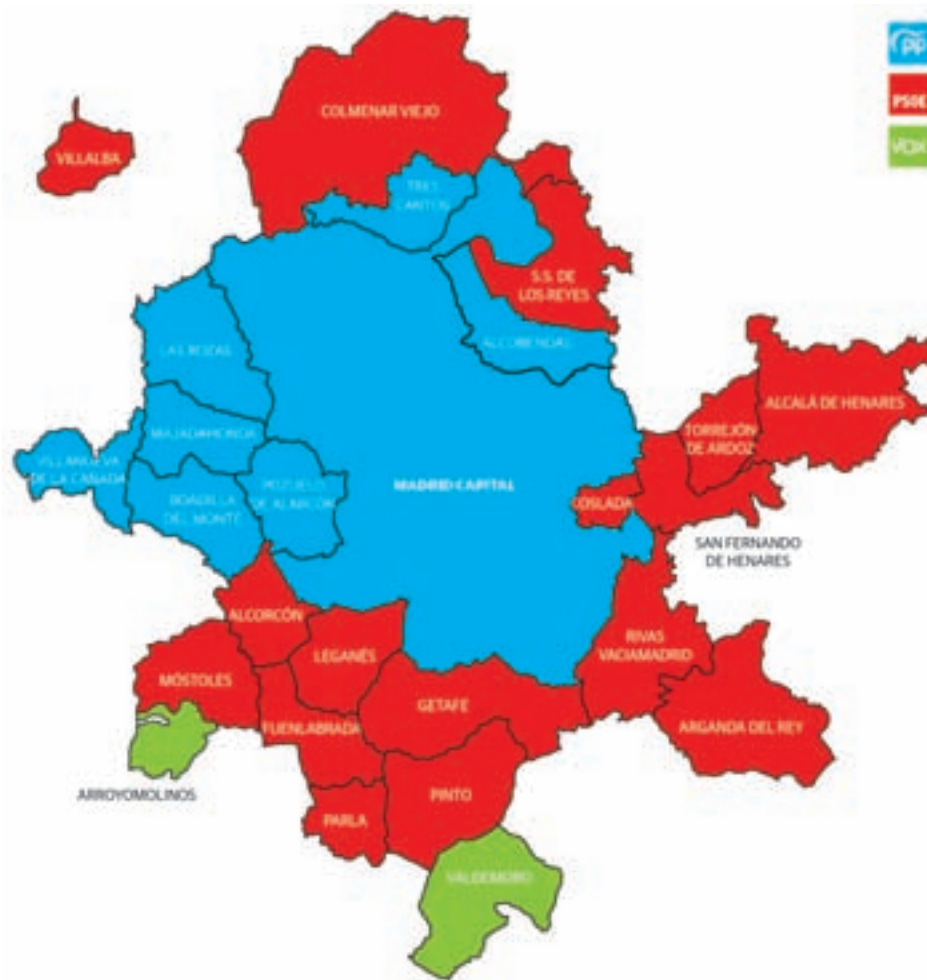 PP
COLMENAR VIEJO
PSOE
VILLALBA
VOX
TRES
CANTOS
S.S. DE
LOS REYES
ALCOBENDAS
LAS ROZAS
ALCALÁ DE HENARES
TORREJÓN
DE ARDOZ
MAJADAHONDA
VILLANUEVA
DE LA CAÑADA
POZUELO
DE ALARCÓN
MADRID CAPITAL
BOADILLA
DEL MONTE
COSLADA
SAN FERNANDO
DE HENARES
ALCORCÓN
RIVAS
VACIAMADRID
LEGANÉS
MÓSTOLES
GETAFE
FUENLABRADA
ARGANDA DEL REY
ARROYOMOLINOS
PINTO
PARLA
VALDEMORO